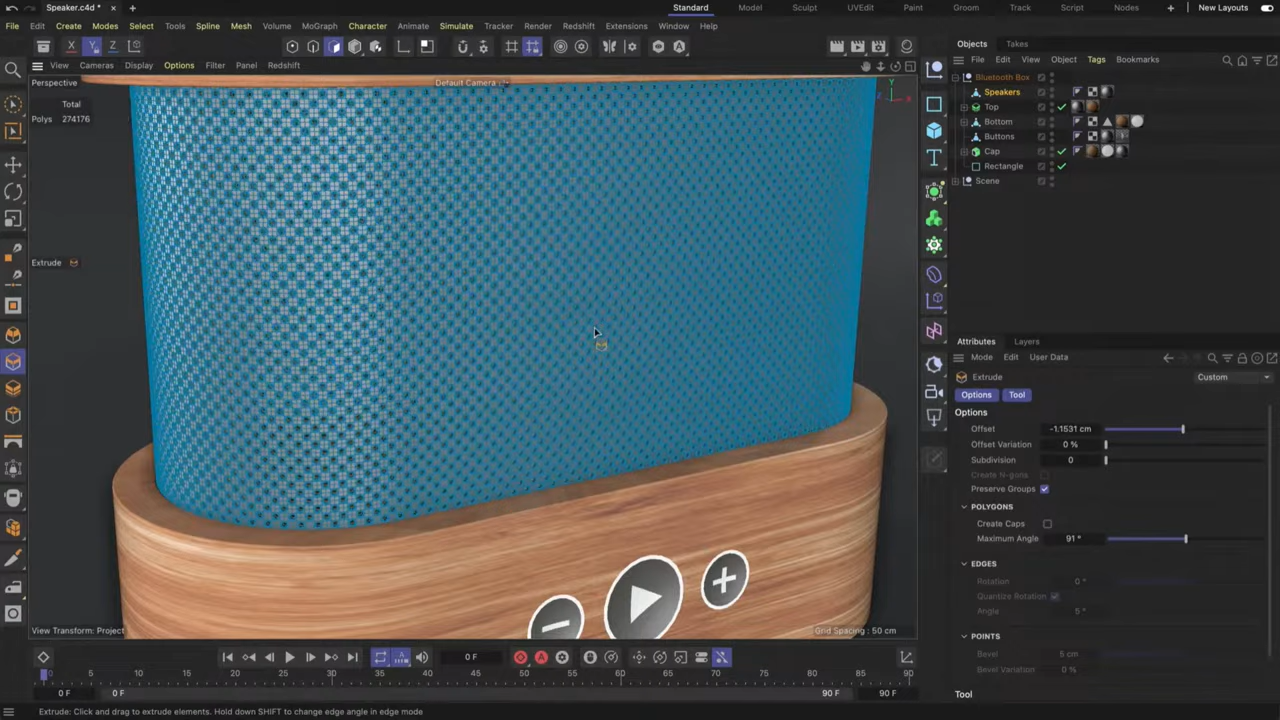 Speaker.c4d *
Standard
Model
Sculpt
UVEdit
Paint
Groom
Track
Script
Nodes
New Layouts
File
Edit
Create
Modes
Select
Tools
Spline
Mesh
Volume
MoGraph
Character
Animate
Simulate
Tracker
Render
Redshift
Extensions
Window
Help
X
Y
Z
Objects
Takes
View
Cameras
Display
Options
Filter
Panel
Redshift
File
Edit
View
Object
Tags
Bookmarks
Perspective
Default Camera
Bluetooth Box
Speakers
Top
Bottom
Buttons
Cap
Rectangle
Scene
Total
Polys 274176
Y
X
Extrude
Attributes
Layers
Mode
Edit
User Data
Extrude
Custom
Options
Tool
Options
Offset -1.1531 cm
Offset Variation 0 %
Subdivision 0
Create N-gons
Preserve Groups
POLYGONS
Create Caps
Maximum Angle 91 °
EDGES
Rotation 0 °
Quantize Rotation
Angle 5 °
POINTS
Bevel 5 cm
Bevel Variation 0 %
Tool
View Transform: Project
Grid Spacing : 50 cm
0 F
0 5 10 15 20 25 30 35 40 45 50 55 60 65 70 75 80 85 90
0 F
0 F
90 F
90 F
Extrude: Click and drag to extrude elements. Hold down SHIFT to change edge angle in edge mode